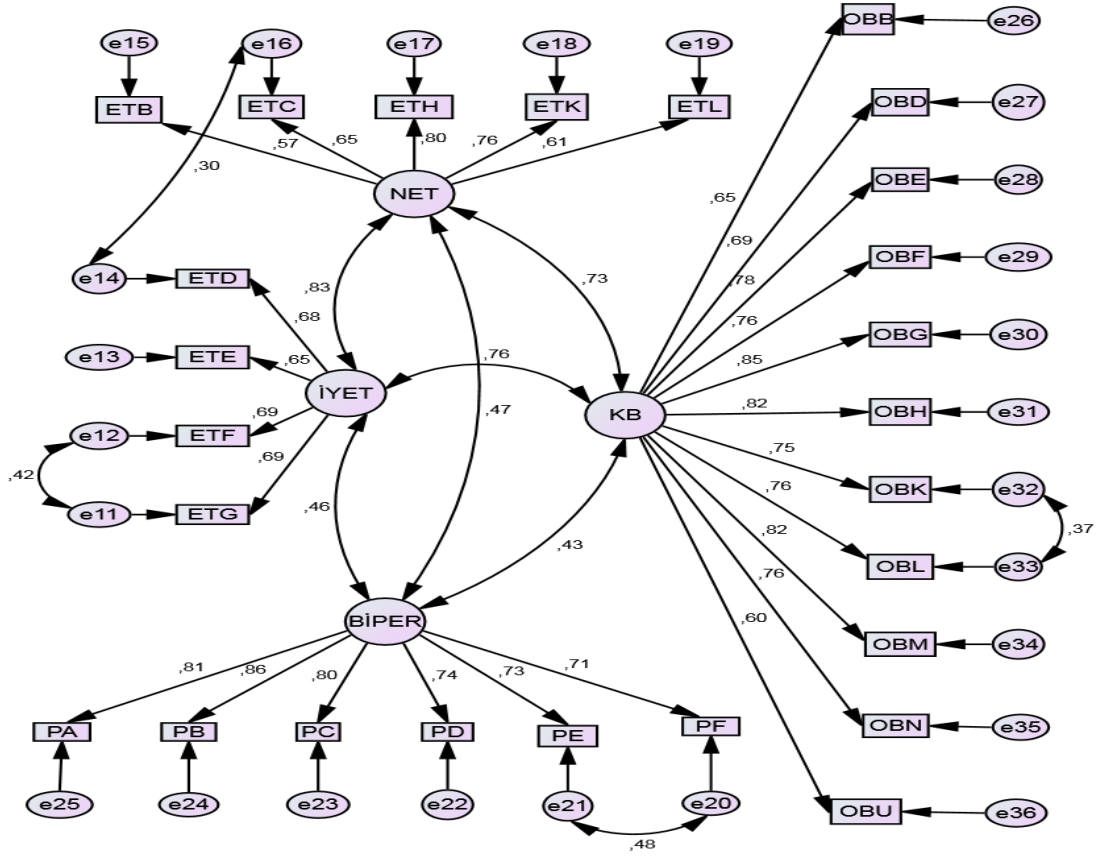 OBB
e26
e15
e16
e17
e18
e19
ETB
ETC
ETH
ETK
ETL
OBD
e27
,57
,65
,80
,76
,61
,30
NET
OBE
e28
,65
,69
,78
,73
OBF
e29
e14
ETD
,83
,68
,76
OBG
e30
e13
ETE
,65
,76
,85
İYET
,47
KB
,82
OBH
e31
,69
e12
ETF
,69
,75
,42
OBK
e32
,76
e11
ETG
,46
,43
,82
,37
OBL
e33
,76
BİPER
,60
OBM
e34
,81
,86
,80
,74
,73
,71
PA
PB
PC
PD
PE
PF
OBN
e35
e25
e24
e23
e22
e21
e20
OBU
e36
,48